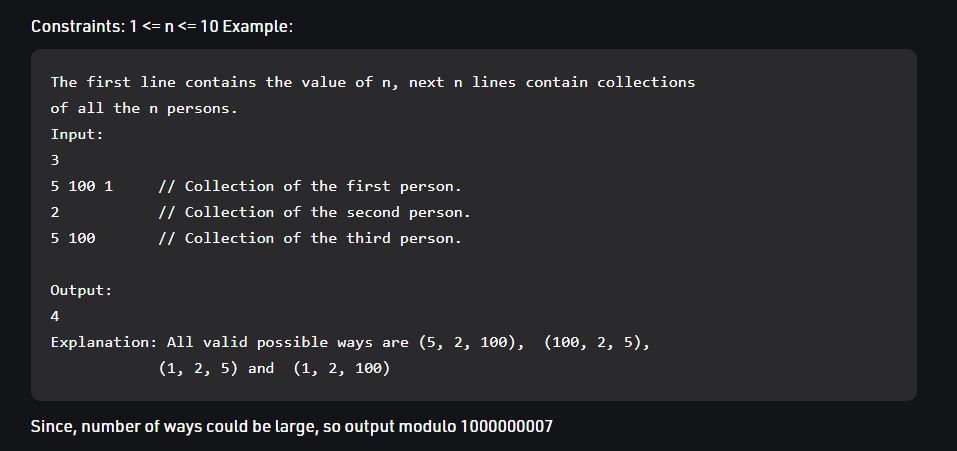 Constraints: 1 <= n <= 10 Example:
The first line contains the value of n, next n lines contain collections
of all the n persons.
Input:
3
5 100 1     // Collection of the first person.
2           // Collection of the second person.
5 100       // Collection of the third person.
Output:
4
Explanation: All valid possible ways are (5, 2, 100),  (100, 2, 5),
(1, 2, 5) and  (1, 2, 100)
Since, number of ways could be large, so output modulo 1000000007